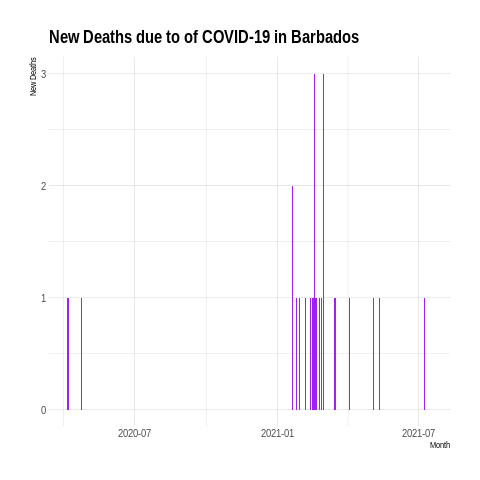 New Deaths due to of COVID-19 in Barbados
New Deaths
3
2
1
0
2020-07
2021-01
2021-07
Month